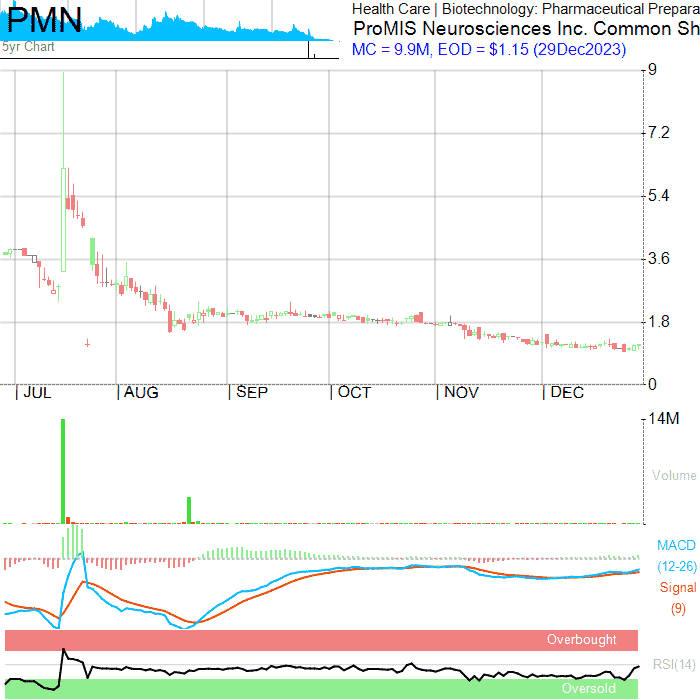 PMN
5yr Chart
Health Care | Biotechnology: Pharmaceutical Prepara
ProMIS Neurosciences Inc. Common Sh
MC = 9.9M, EOD = $1.15 (29Dec2023)
9
7.2
5.4
3.6
1.8
0
JUL AUG SEP OCT NOV DEC
14M
Volume
MACD
(12-26)
Signal
(9)
Overbought
RSI(14)
Oversold